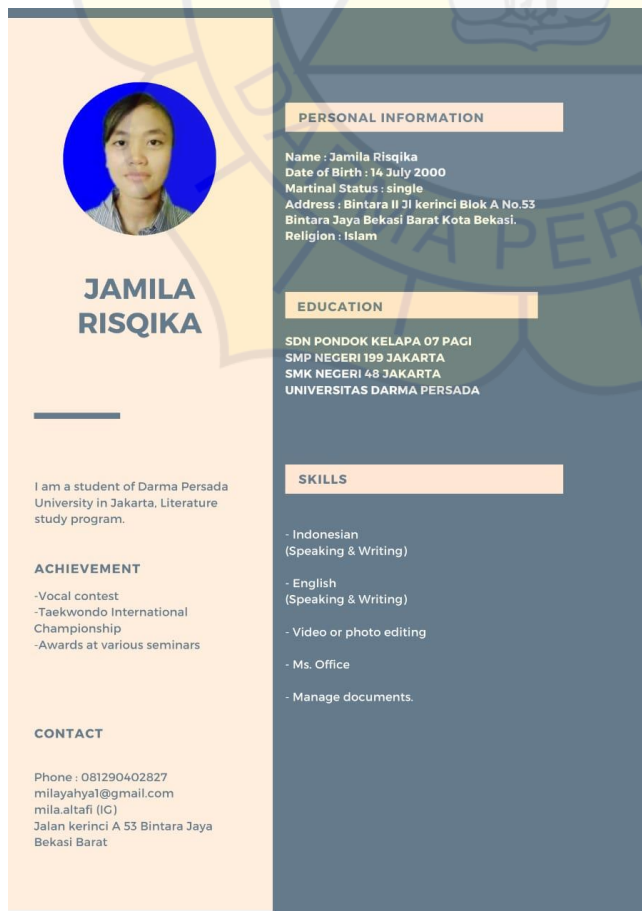 JAMILA
RISQIKA
I am a student of Darma Persada
University in Jakarta, Literature
study program.
ACHIEVEMENT
-Vocal contest
-Taekwondo International
Championship
-Awards at various seminars
CONTACT
Phone : 081290402827
milayahya1@gmail.com
mila.altafi (IG)
Jalan kerinci A 53 Bintara Jaya
Bekasi Barat
PERSONAL INFORMATION
Name : Jamila Risqika
Date of Birth : 14 July 2000
Martinal Status : single
Address : Bintara II Jl kerinci Blok A No.53
Bintara Jaya Bekasi Barat Kota Bekasi.
Religion : Islam
EDUCATION
SDN PONDOK KELAPA 07 PAGI
SMP NEGERI 199 JAKARTA
SMK NEGERI 48 JAKARTA
UNIVERSITAS DARMA PERSADA
SKILLS
- Indonesian
(Speaking & Writing)
- English
(Speaking & Writing)
- Video or photo editing
- Ms. Office
- Manage documents.